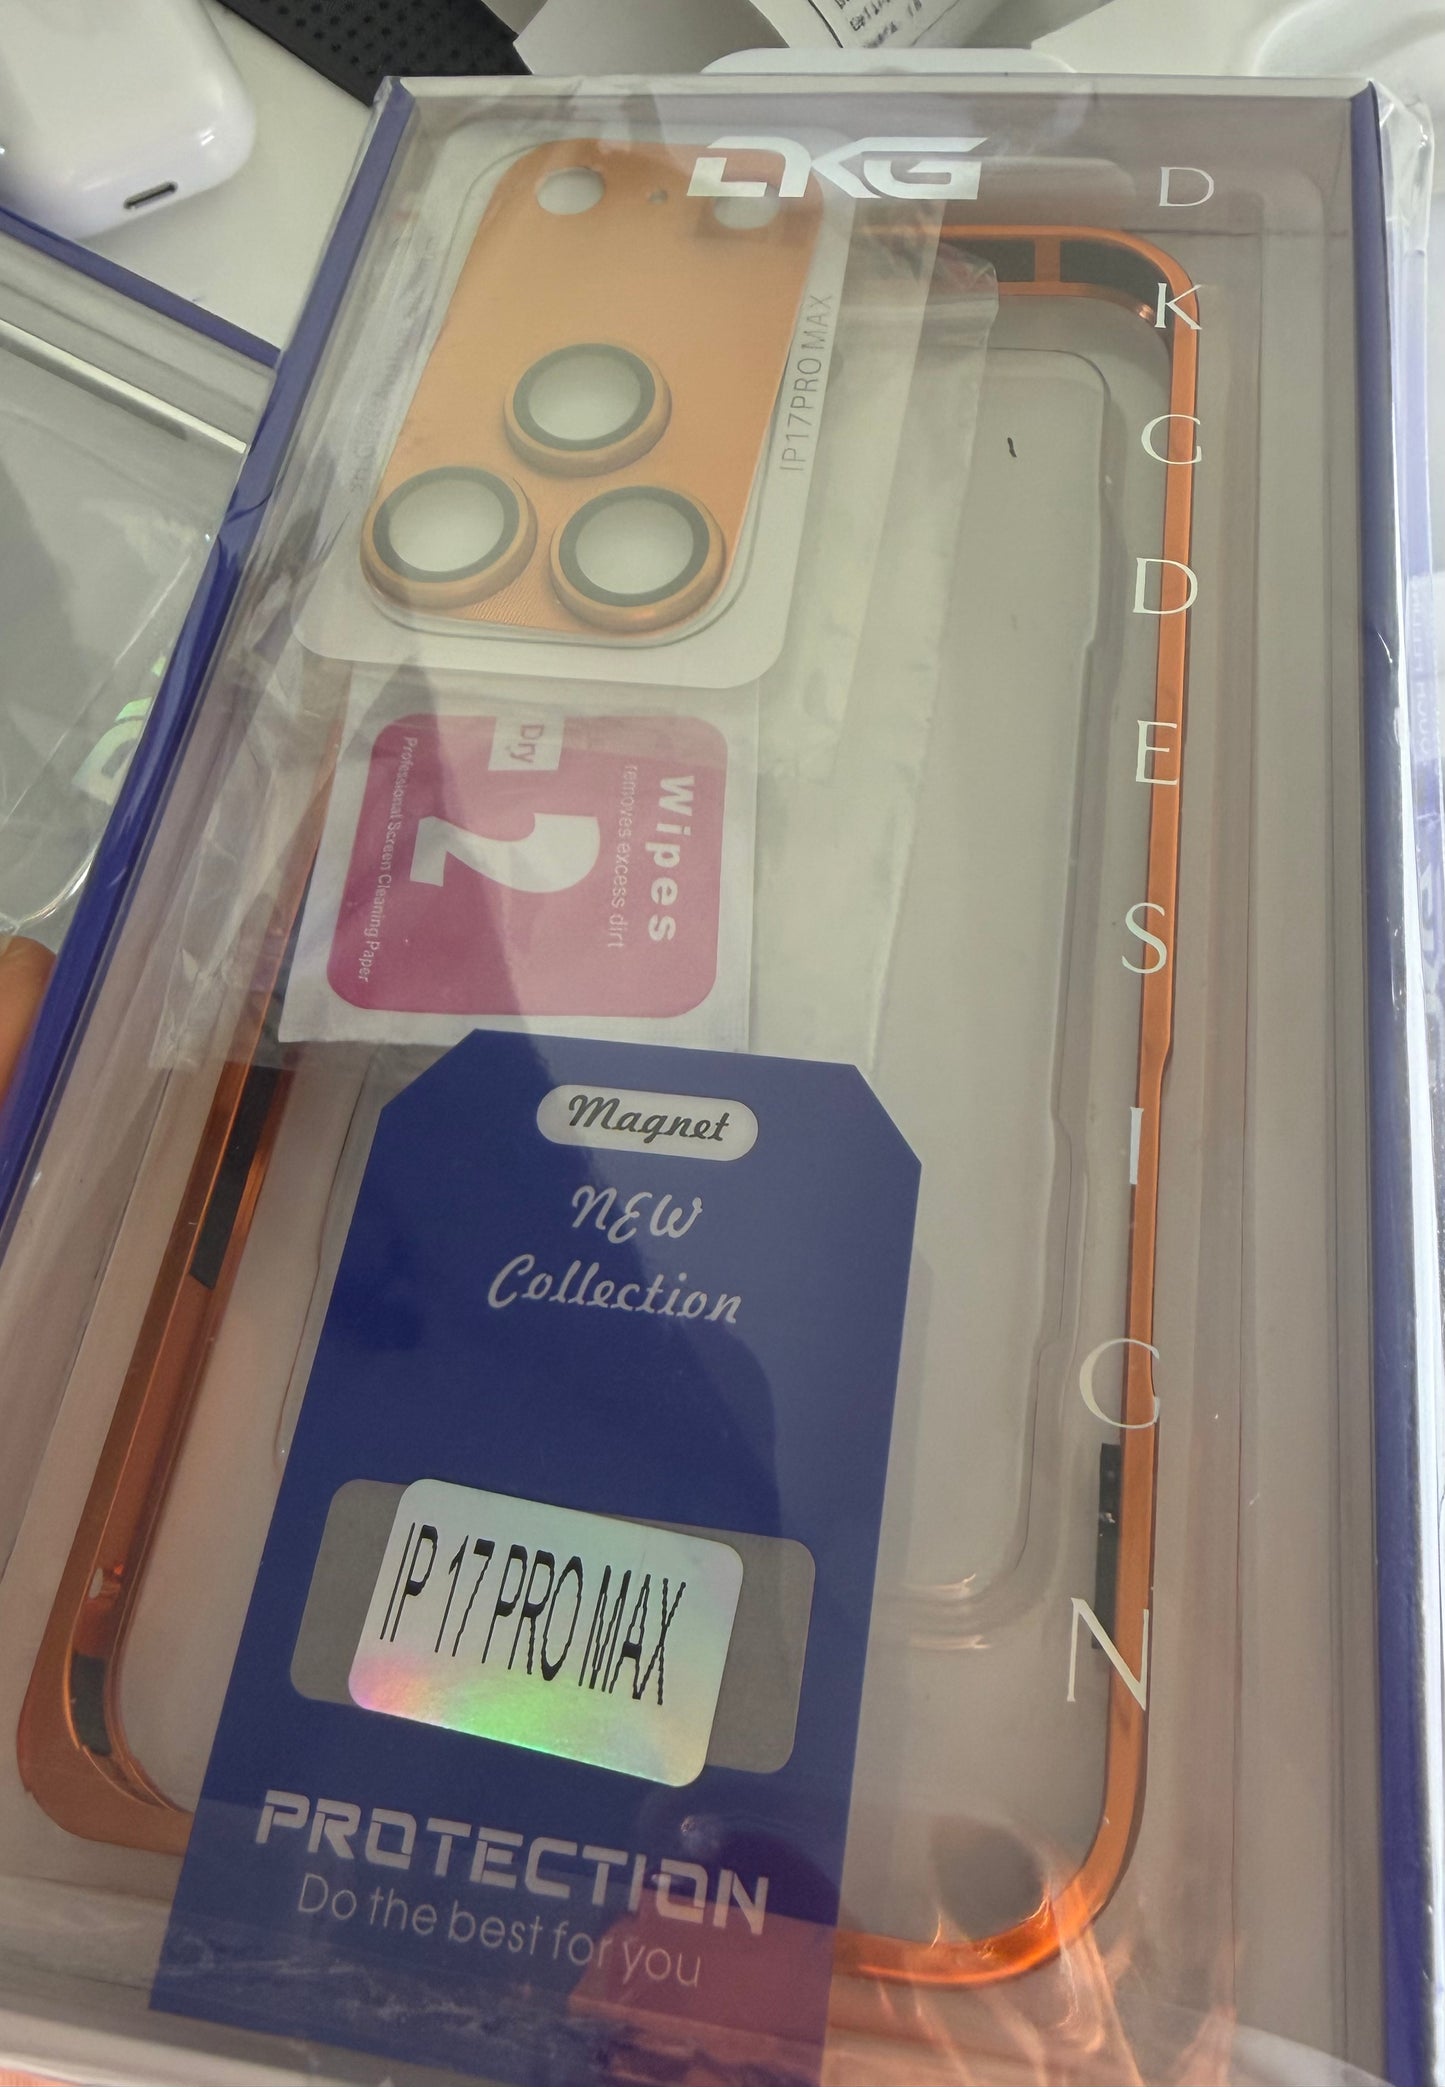 DKG
D
K
G
D
E
S
I
G
N
IP17PRO MAX
Wipes
removes excess dirt
2
Dry
Professional Screen Cleaning Paper
Magnet
NEW
Collection
IP 17 PRO MAX
PROTECTION
Do the best for you